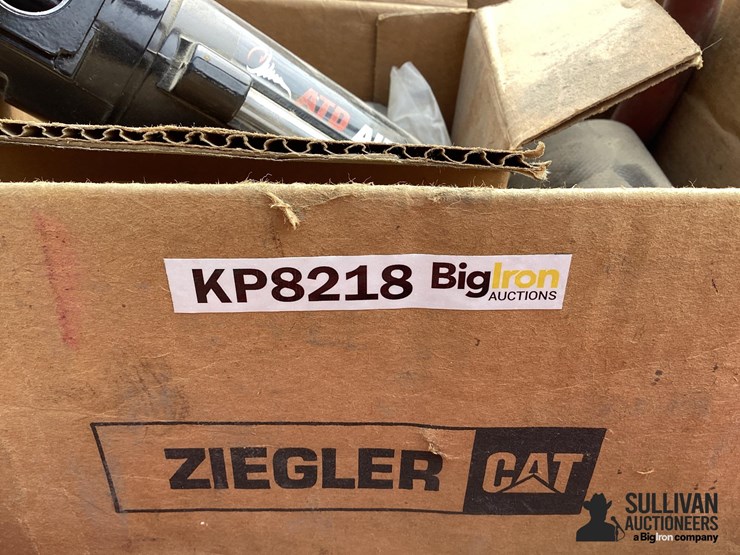 ATD
KP8218 BigIron
AUCTIONS
ZIEGLER CAT
SULLIVAN
AUCTIONEERS
a BigIron company